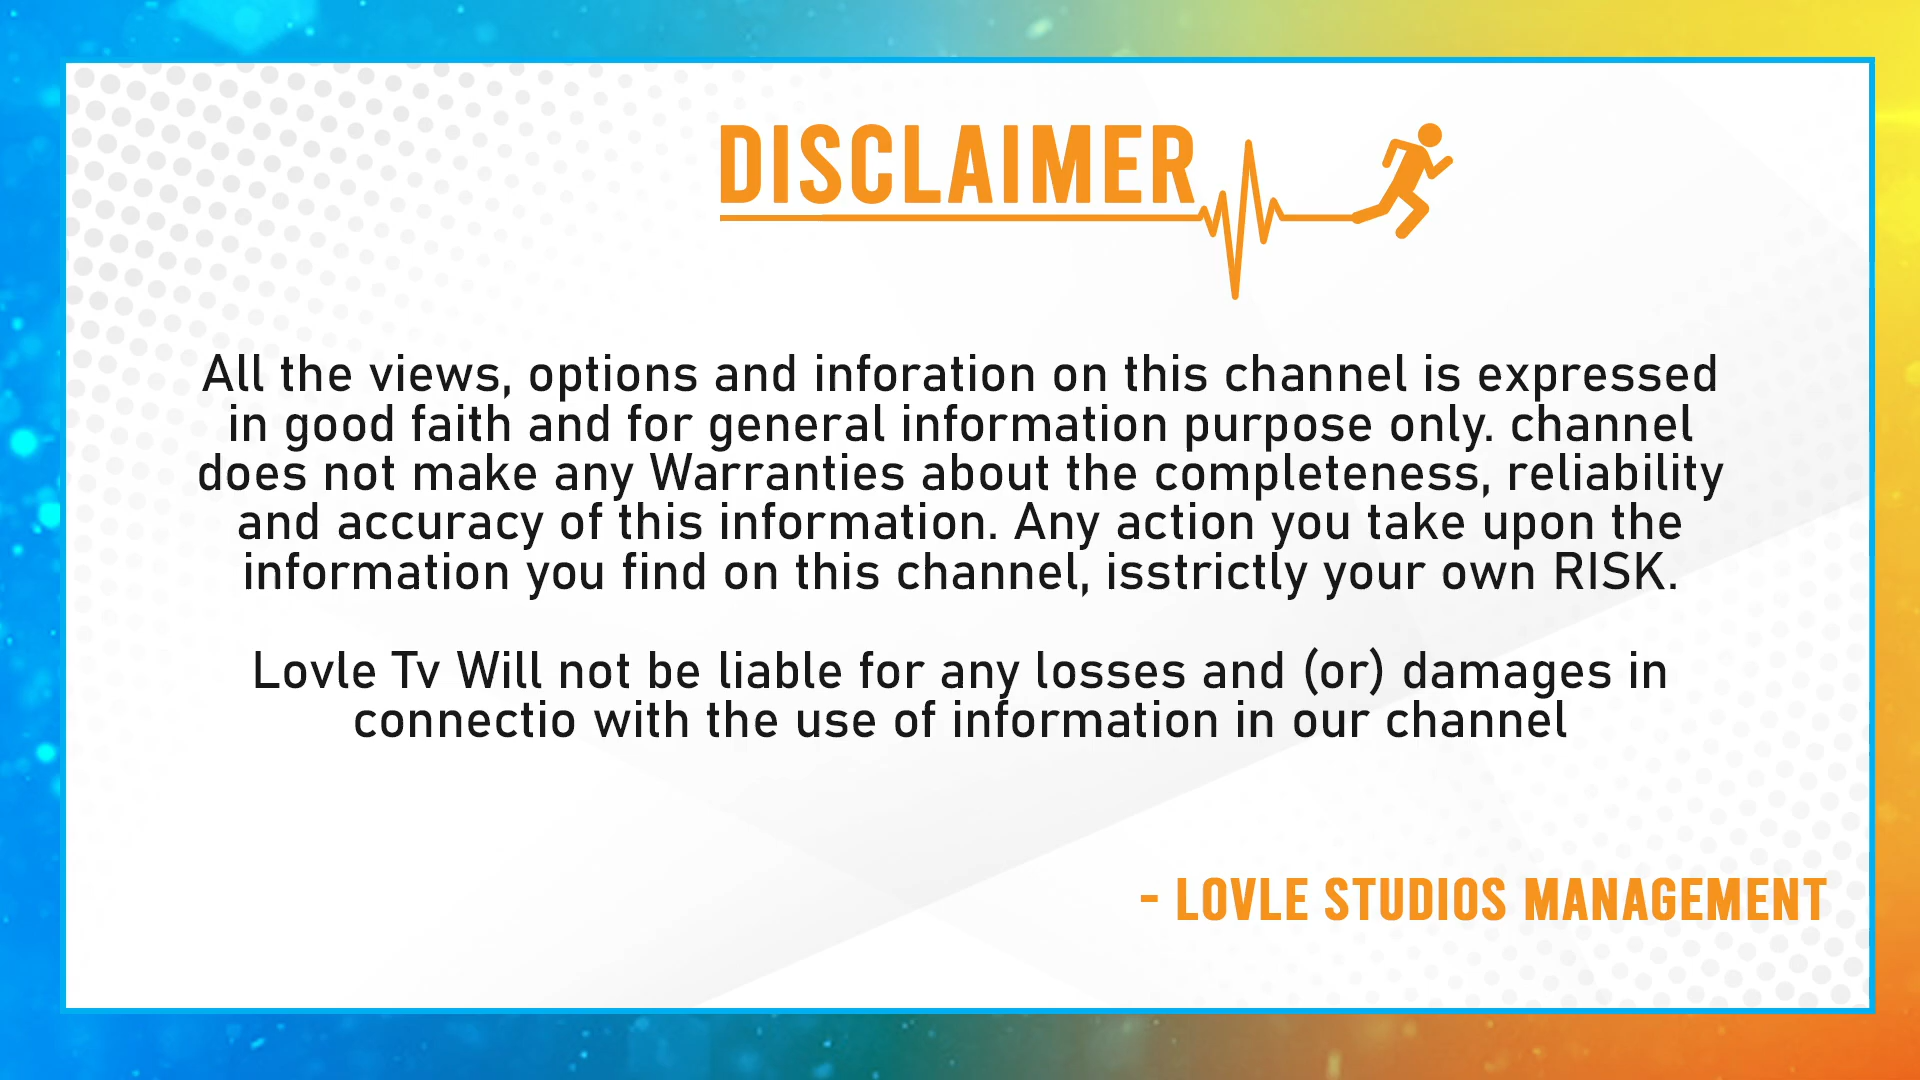 DISCLAIMER
All the views, options and inforation on this channel is expressed
in good faith and for general information purpose only. channel
does not make any Warranties about the completeness, reliability
and accuracy of this information. Any action you take upon the
information you find on this channel, isstrictly your own RISK.
Lovle Tv Will not be liable for any losses and (or) damages in
connectio with the use of information in our channel
- LOVLE STUDIOS MANAGEMENT